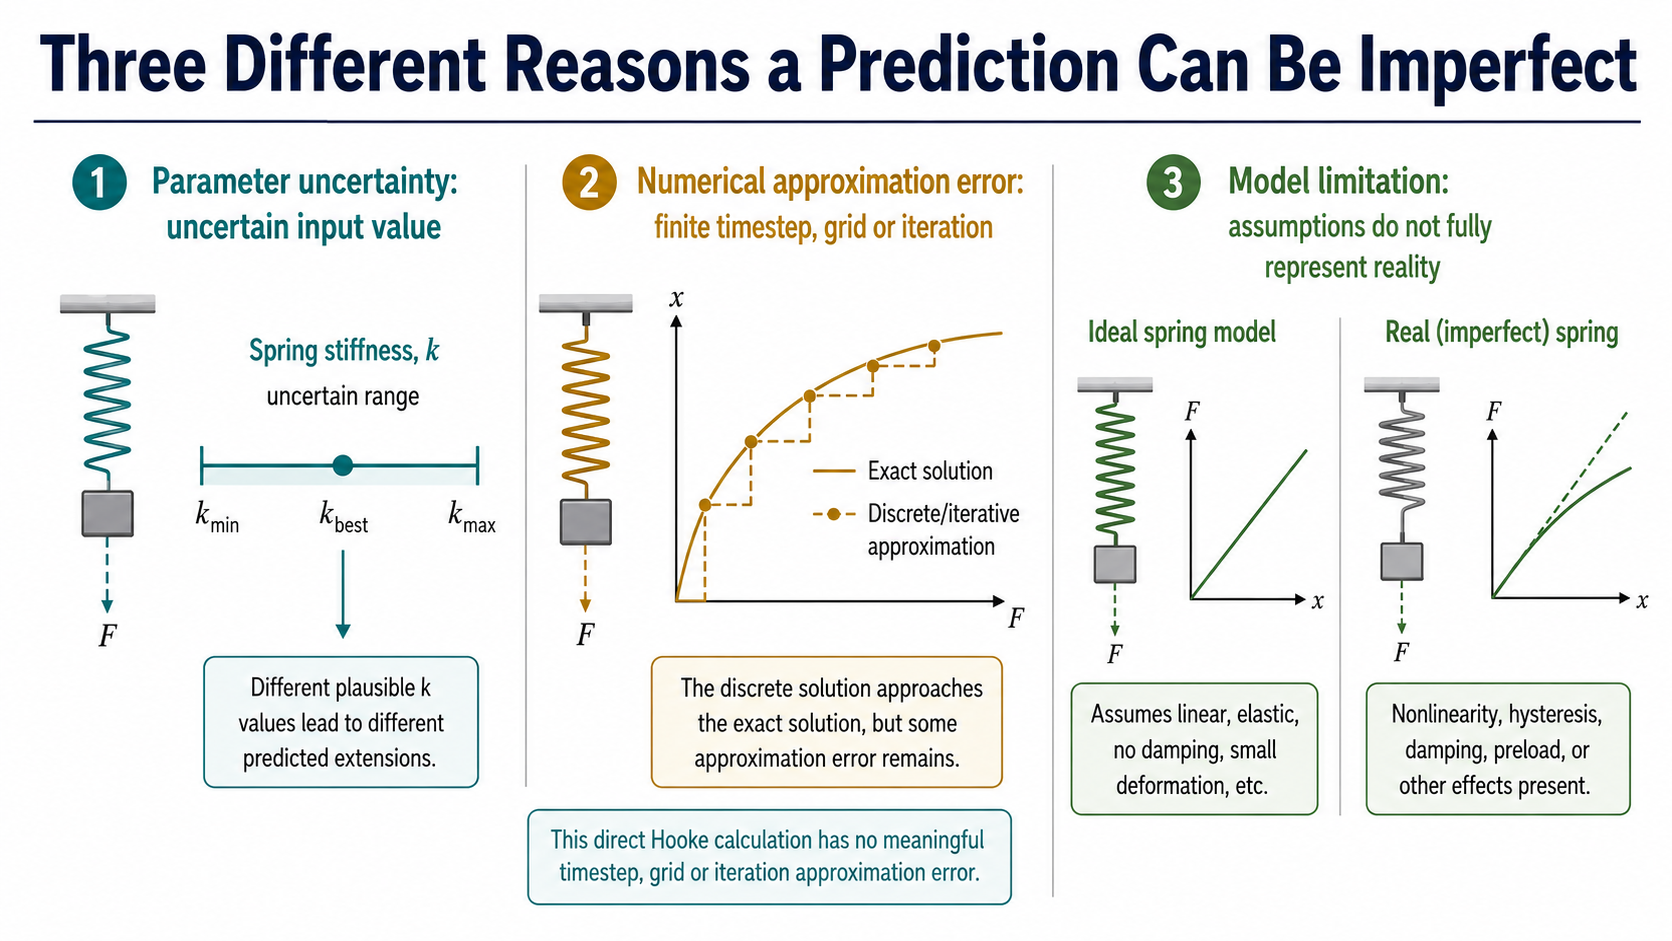 Three Different Reasons a Prediction Can Be Imperfect
1
Parameter uncertainty:
uncertain input value
Spring stiffness, k
uncertain range
k_min
k_best
k_max
F
Different plausible k
values lead to different
predicted extensions.
2
Numerical approximation error:
finite timestep, grid or iteration
x
Exact solution
Discrete/iterative
approximation
F
F
The discrete solution approaches
the exact solution, but some
approximation error remains.
This direct Hooke calculation has no meaningful
timestep, grid or iteration approximation error.
3
Model limitation:
assumptions do not fully
represent reality
Ideal spring model
F
x
F
Assumes linear, elastic,
no damping, small
deformation, etc.
Real (imperfect) spring
F
x
F
Nonlinearity, hysteresis,
damping, preload, or
other effects present.